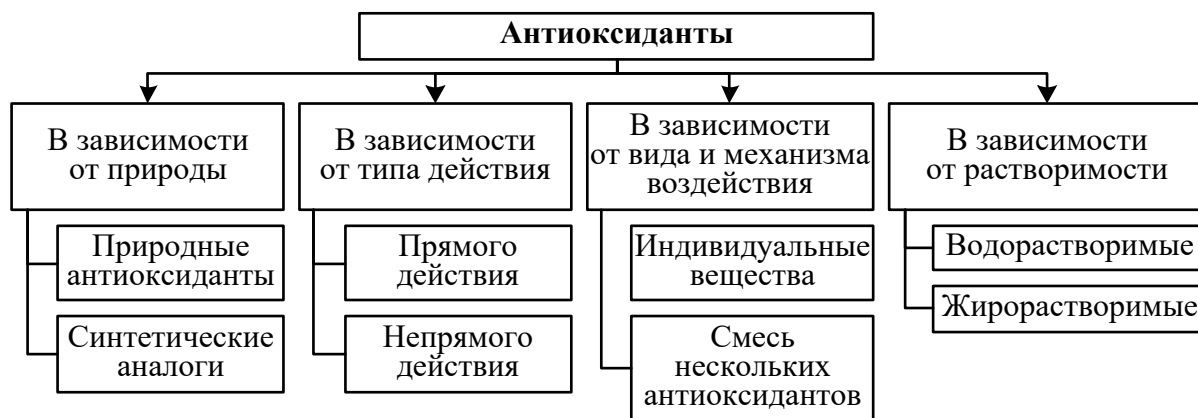 Антиоксиданты
В зависимости
от природы
Природные
антиоксиданты
Синтетические
аналоги
В зависимости
от типа действия
Прямого
действия
Непрямого
действия
В зависимости
от вида и механизма
воздействия
Индивидуальные
вещества
Смесь
нескольких
антиоксидантов
В зависимости
от растворимости
Водорастворимые
Жирорастворимые